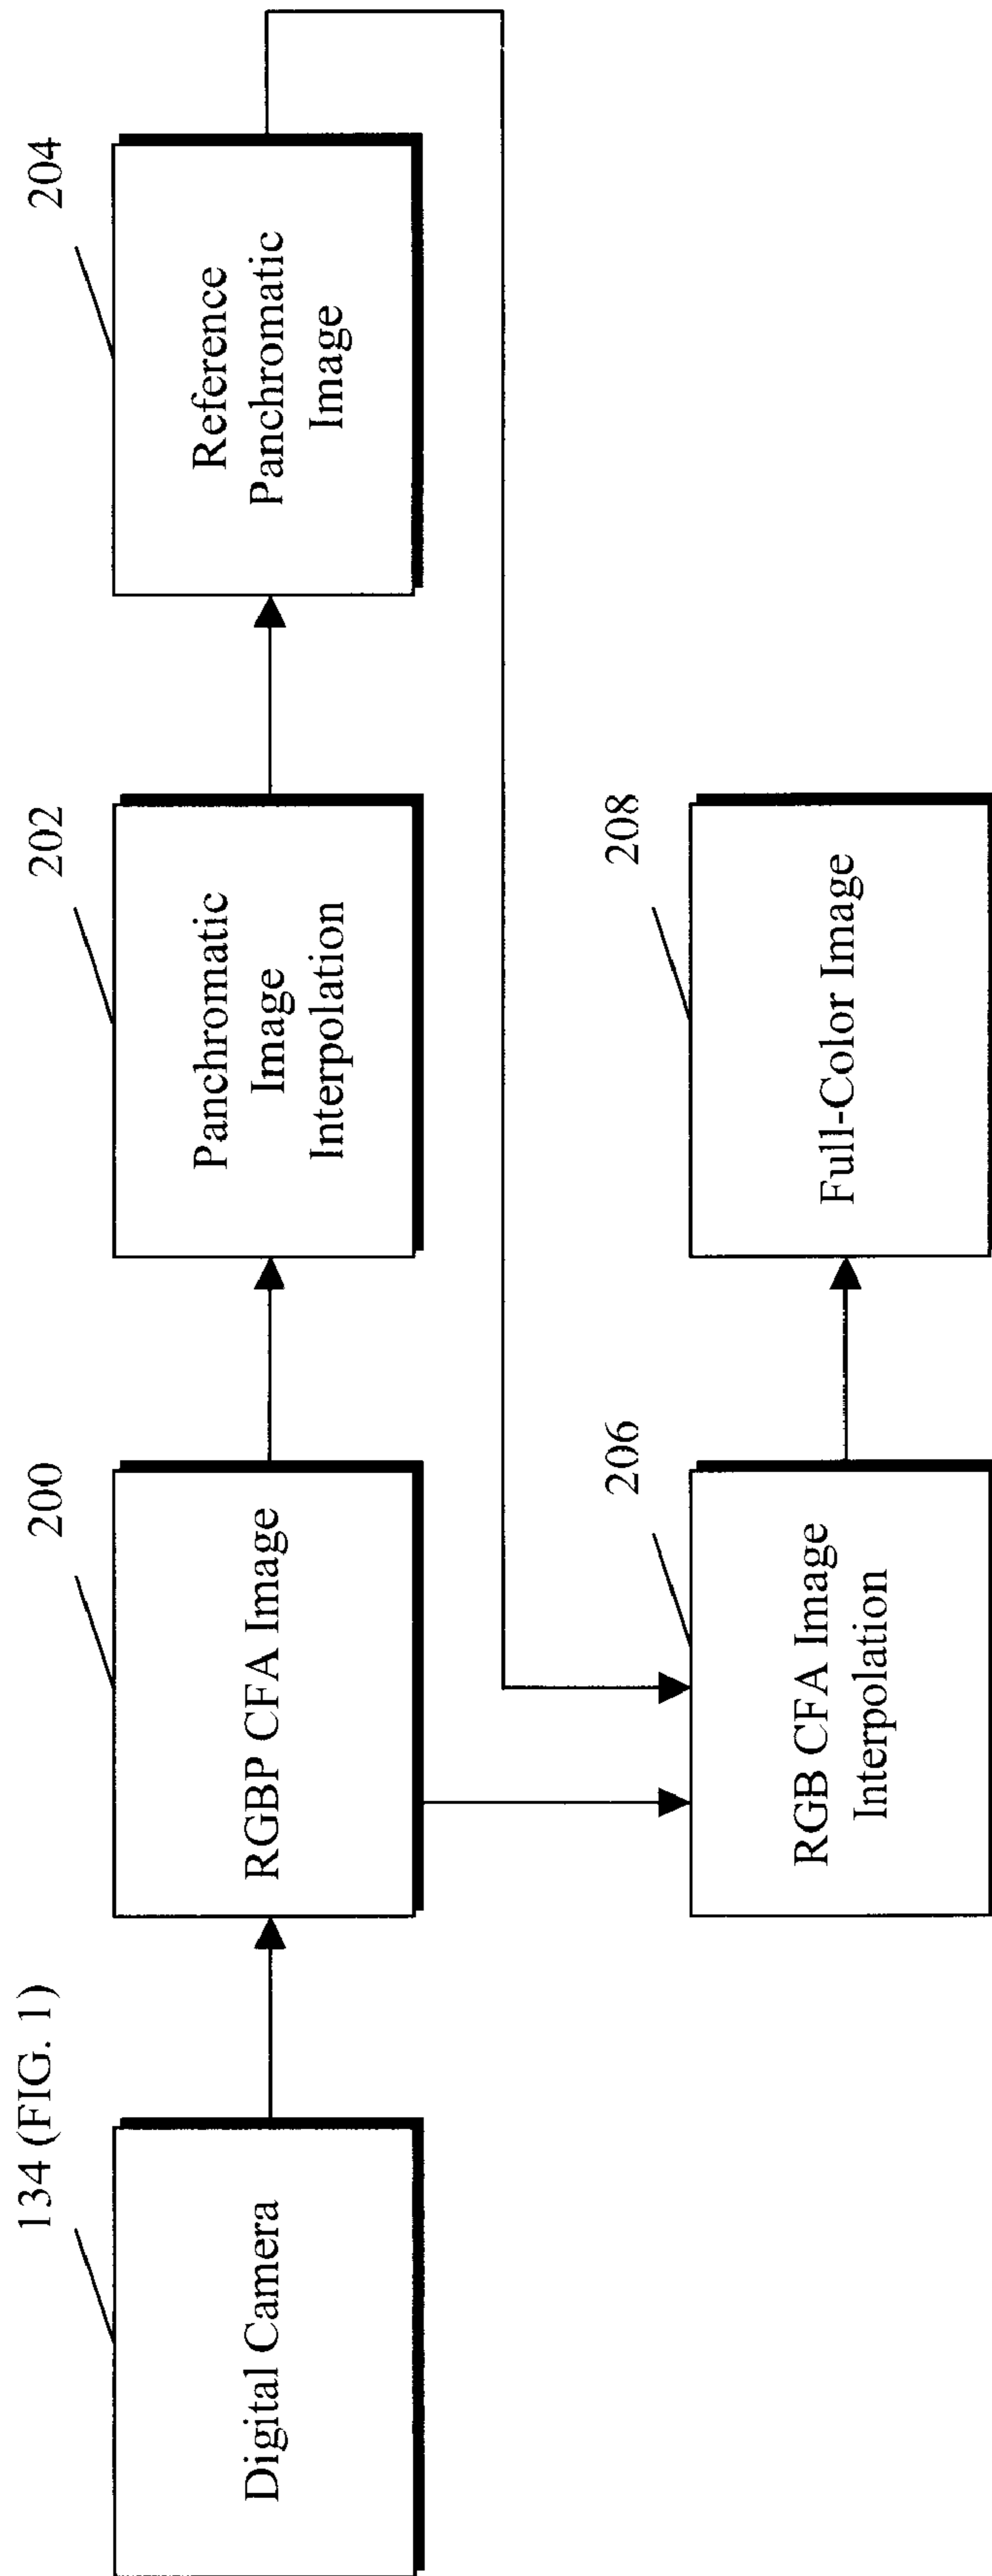 134 (FIG. 1)
Digital Camera
200
RGBP CFA Image
202
Panchromatic
Image
Interpolation
204
Reference
Panchromatic
Image
206
RGB CFA Image
Interpolation
208
Full-Color Image